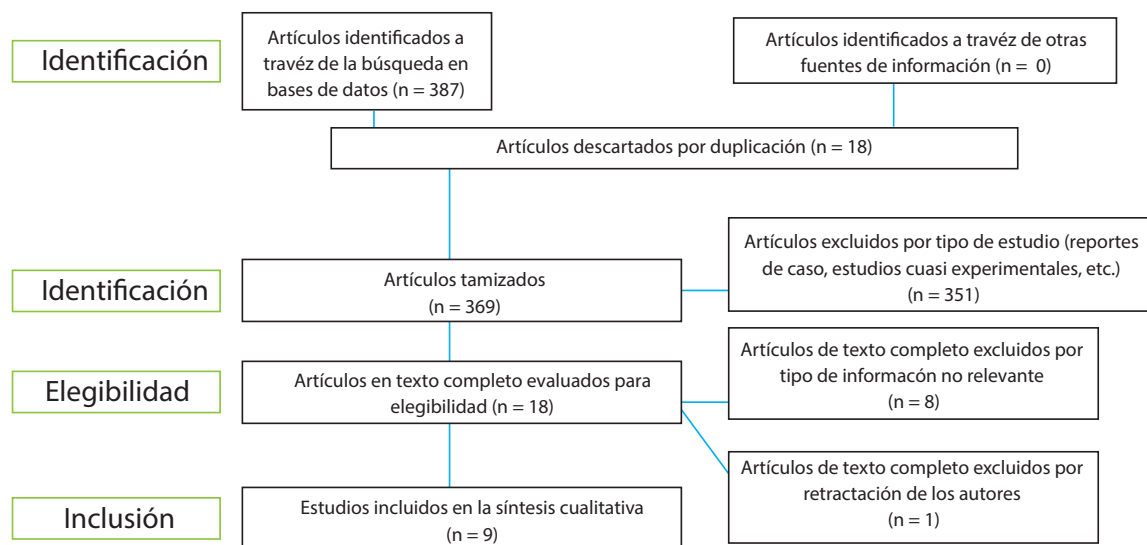 Identificación
Artículos identificados a
travéz de la búsqueda en
bases de datos (n = 387)
Artículos identificados a travéz de otras
fuentes de información (n = 0)
Artículos descartados por duplicación (n = 18)
Identificación
Artículos tamizados
(n = 369)
Artículos excluidos por tipo de estudio (reportes
de caso, estudios cuasi experimentales, etc.)
(n = 351)
Elegibilidad
Artículos en texto completo evaluados para
elegibilidad (n = 18)
Artículos de texto completo excluidos por
tipo de informacón no relevante
(n = 8)
Artículos de texto completo excluidos por
retractación de los autores
(n = 1)
Inclusión
Estudios incluidos en la síntesis cualitativa
(n = 9)